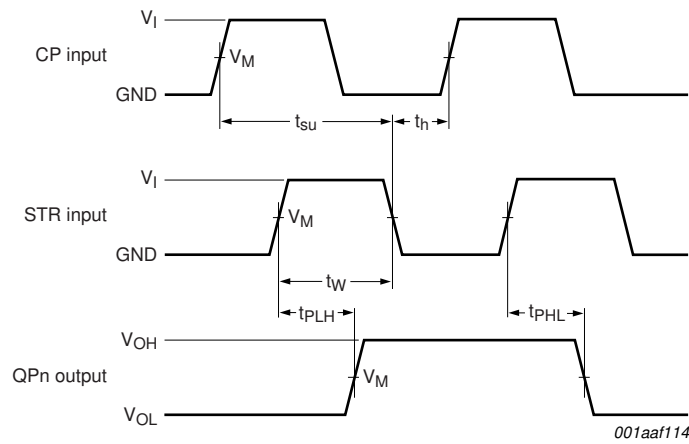 VI
CP input
VM
GND
tsu
th
VI
STR input
VM
GND
tW
tPLH
tPHL
VOH
QPn output
VM
VOL
001aaf114